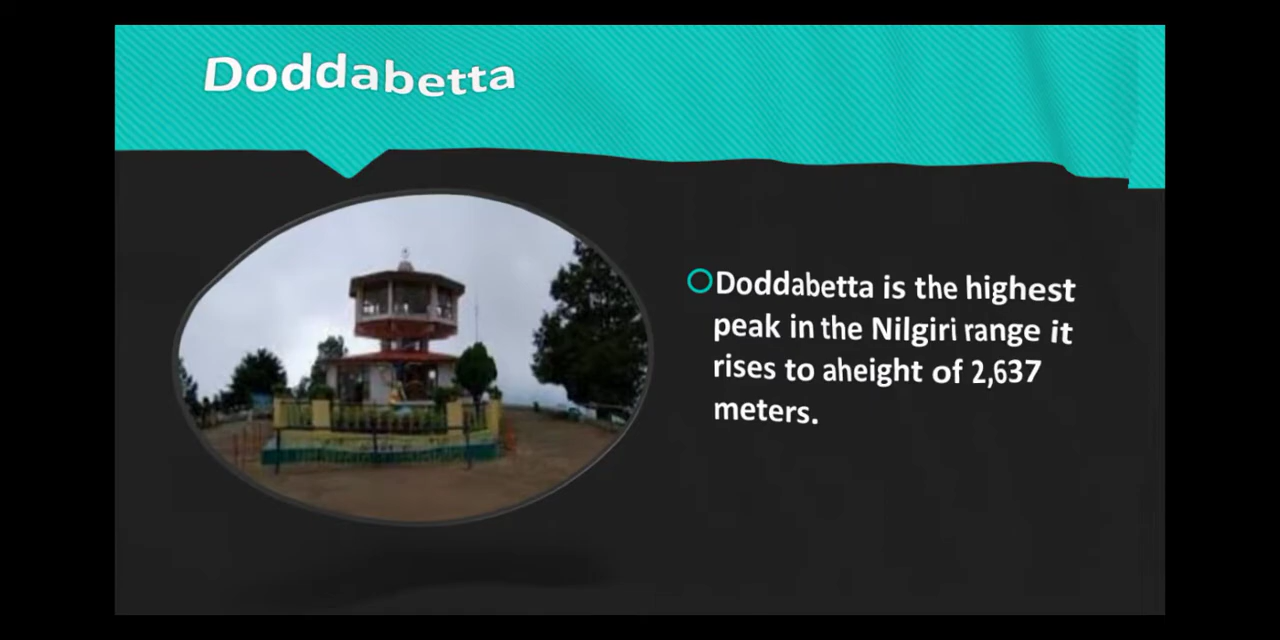 Doddabetta
Doddabetta is the highest
peak in the Nilgiri range it
rises to aheight of 2,637
meters.